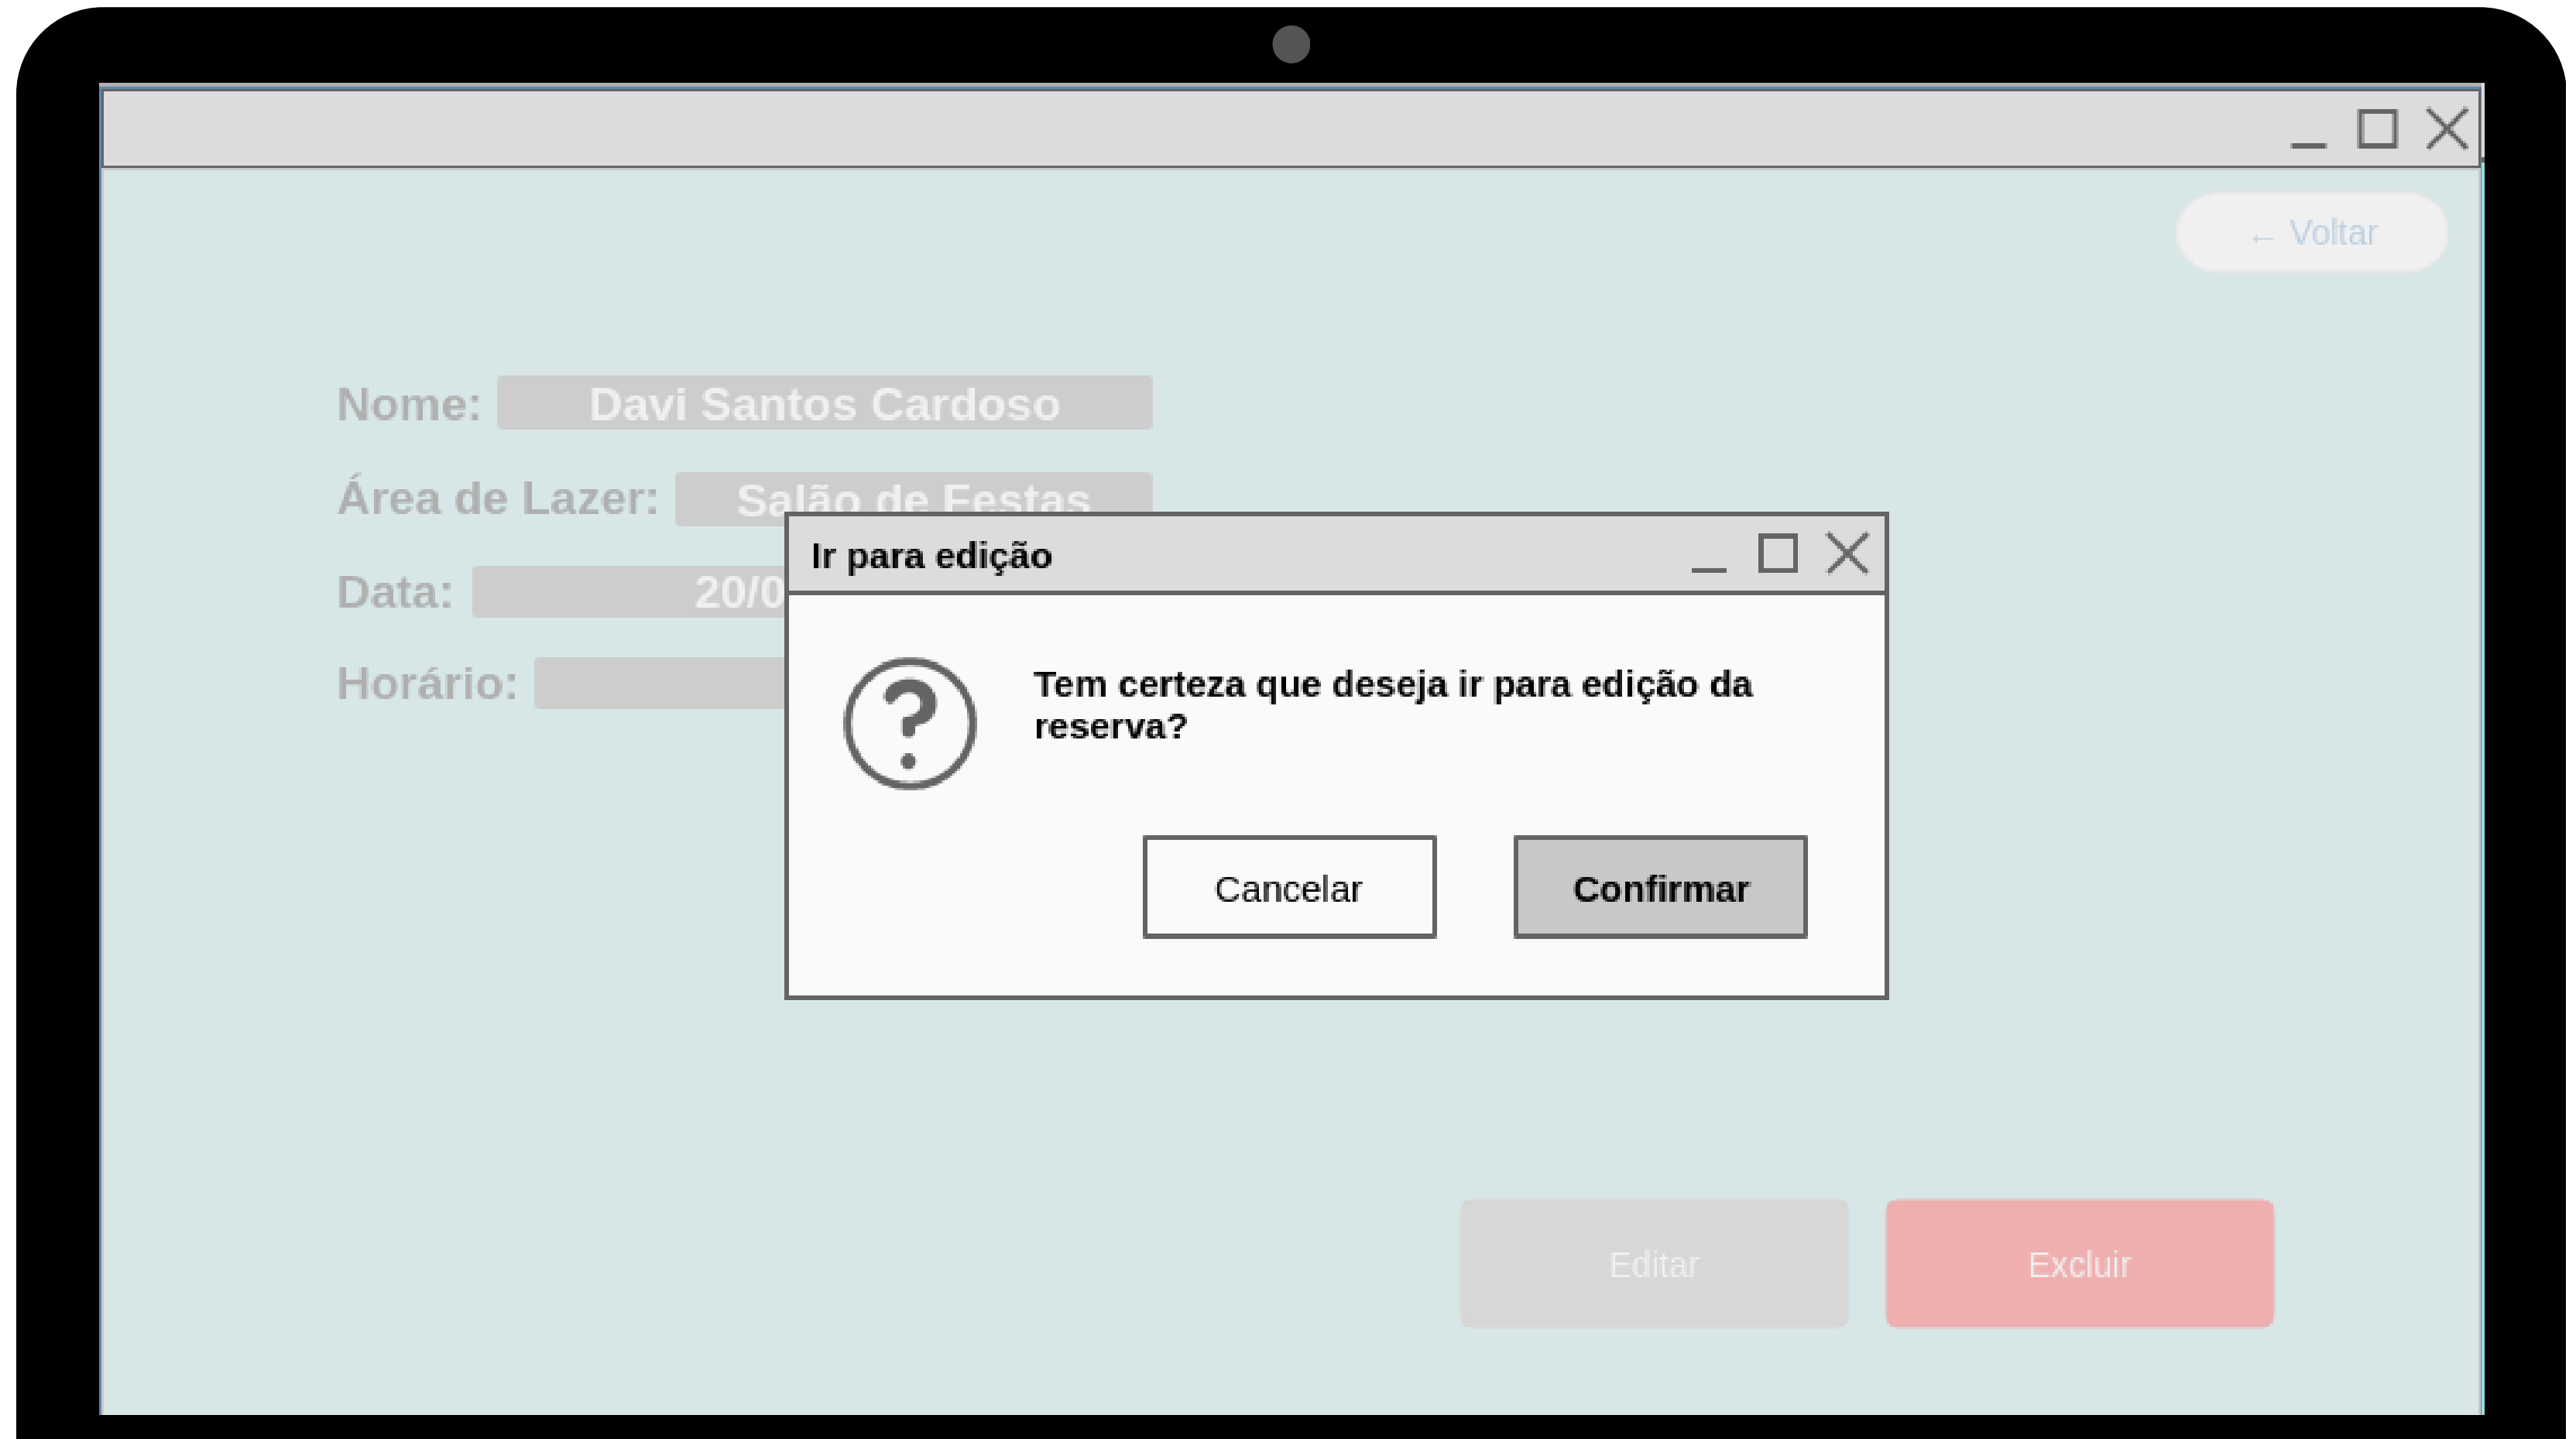 ← Voltar
Nome: Davi Santos Cardoso
Área de Lazer: Salão de Festas
Data: 20/0
Horário:
Ir para edição
Tem certeza que deseja ir para edição da
reserva?
Cancelar Confirmar
Editar Excluir